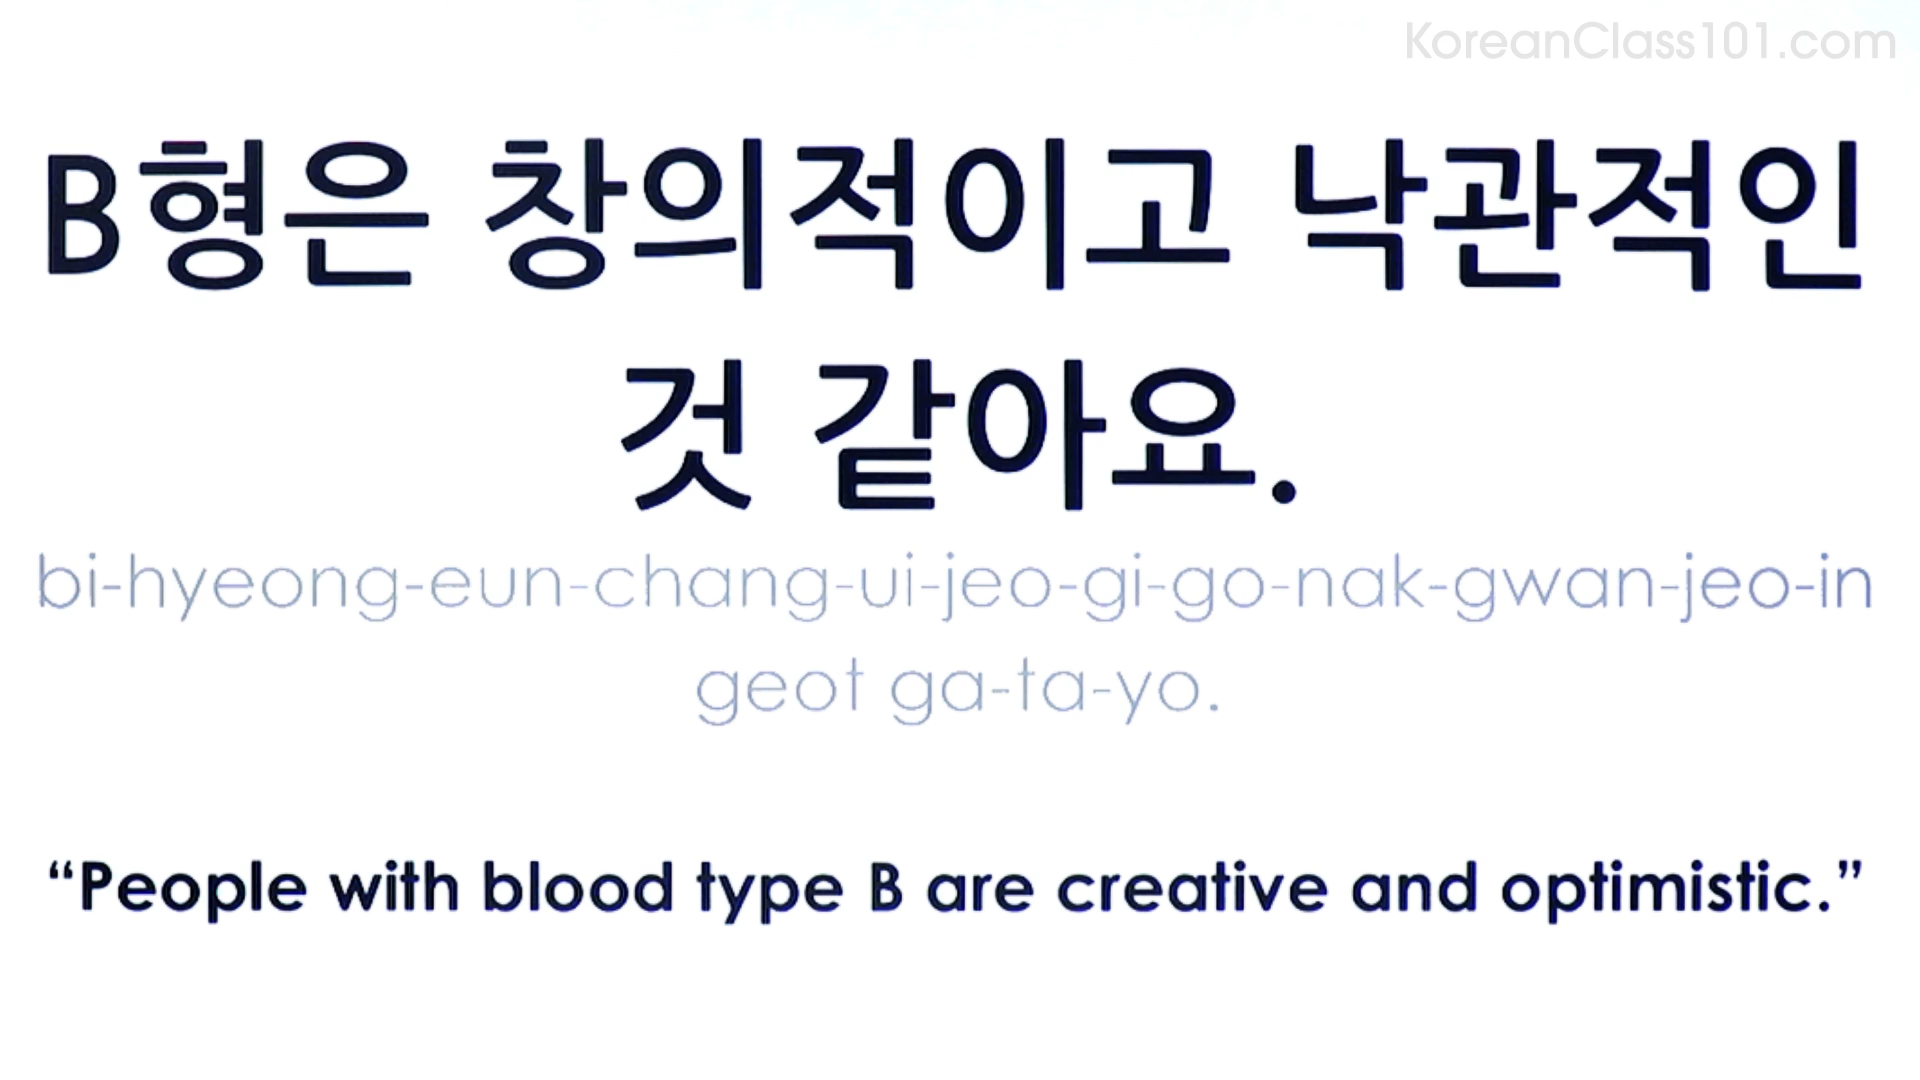 KoreanClass101.com
B형은 창의적이고 낙관적인
것 같아요.
bi-hyeong-eun-chang-ui-jeo-gi-go-nak-gwan-jeo-in
geot ga-ta-yo.
“People with blood type B are creative and optimistic.”